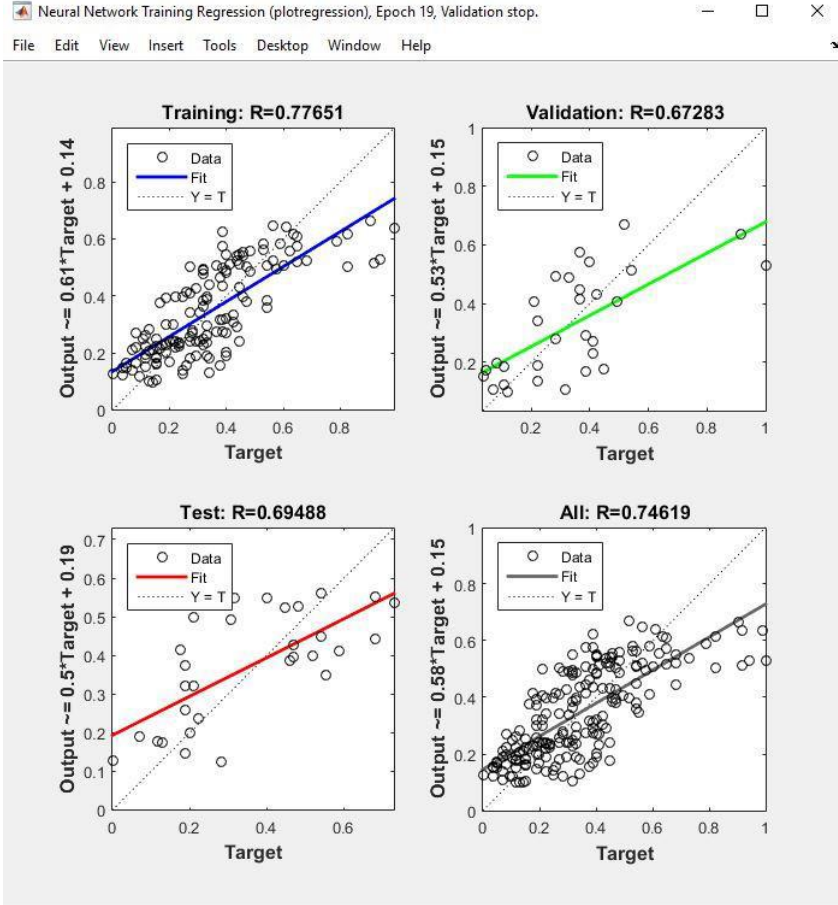 Neural Network Training Regression (plotregression), Epoch 19, Validation stop.
File Edit View Insert Tools Desktop Window Help
Training: R=0.77651
Output ~= 0.61*Target + 0.14
Data
Fit
Y = T
0.8
0.6
0.4
0.2
0
0 0.2 0.4 0.6 0.8
Target
Validation: R=0.67283
Output ~= 0.53*Target + 0.15
Data
Fit
Y = T
1
0.8
0.6
0.4
0.2
0.2 0.4 0.6 0.8 1
Target
Test: R=0.69488
Output ~= 0.5*Target + 0.19
Data
Fit
Y = T
0.7
0.6
0.5
0.4
0.3
0.2
0.1
0
0 0.2 0.4 0.6
Target
All: R=0.74619
Output ~= 0.58*Target + 0.15
Data
Fit
Y = T
1
0.8
0.6
0.4
0.2
0
0 0.2 0.4 0.6 0.8 1
Target